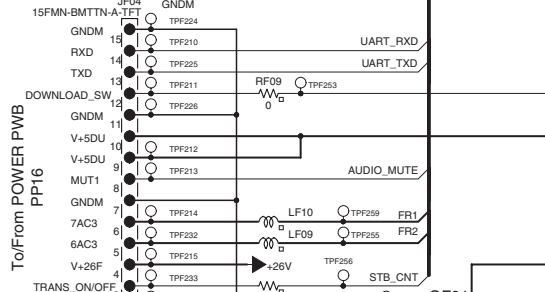 JF04
GNDM
15FMN-BMTTN-A-TFT
GNDM TPF224
15
RXD TPF210 UART_RXD
14
TXD TPF225 UART_TXD
13
DOWNLOAD_SW TPF211 RF09 0 TPF253
12
GNDM TPF226
11
V+5DU
10
V+5DU TPF212
9
MUT1 TPF213 AUDIO_MUTE
8
GNDM
7
7AC3 TPF214 LF10 TPF259 FR1
6
6AC3 TPF232 LF09 TPF255 FR2
5
V+26F TPF215 +26V
4
TRANS_ON/OFF TPF233 TPF256 STB_CNT
To/From POWER PWB
PP16